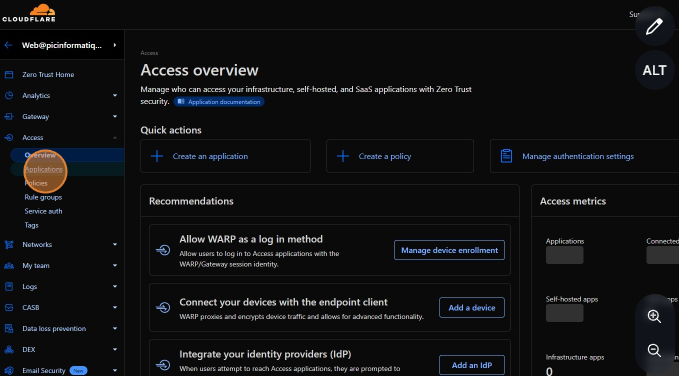 CLOUDFLARE
Su
Web@picinformatiq...
Zero Trust Home
Analytics
Gateway
Access
Overview
Applications
Policies
Rule groups
Service auth
Tags
Networks
My team
Logs
CASB
Data loss prevention
DEX
Email Security New
Access
Access overview
Manage who can access your infrastructure, self-hosted, and SaaS applications with Zero Trust
security. Application documentation
Quick actions
Create an application
Create a policy
Manage authentication settings
Recommendations
Allow WARP as a log in method
Allow users to log in to Access applications with the
WARP/Gateway session identity.
Manage device enrollment
Connect your devices with the endpoint client
WARP proxies and encrypts device traffic and allows for advanced functionality.
Add a device
Integrate your identity providers (IdP)
When users attempt to reach Access applications, they are prompted to
Add an IdP
Access metrics
Applications
Connected
Self-hosted apps
ps
Infrastructure apps
0
ALT